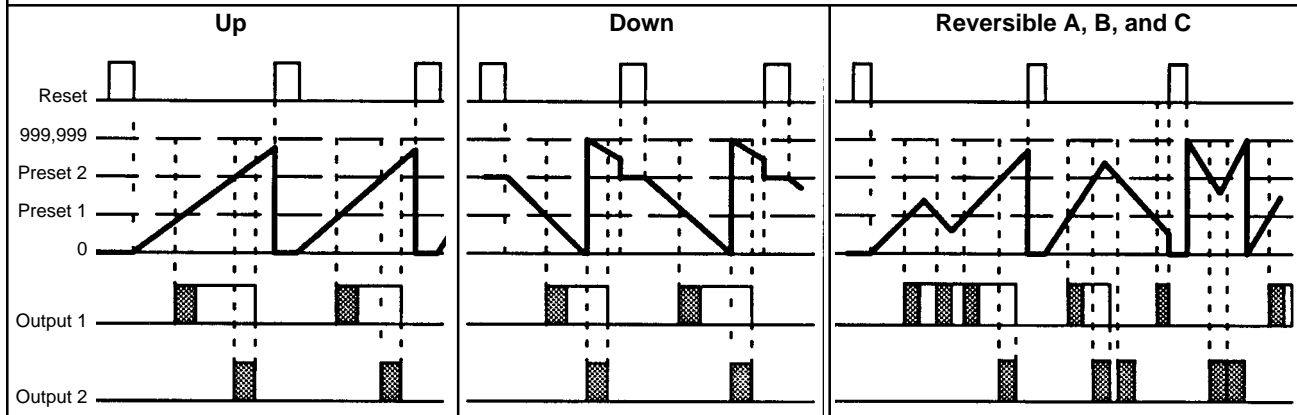 Up
Down
Reversible A, B, and C
Reset
999,999
Preset 2
Preset 1
0
Output 1
Output 2